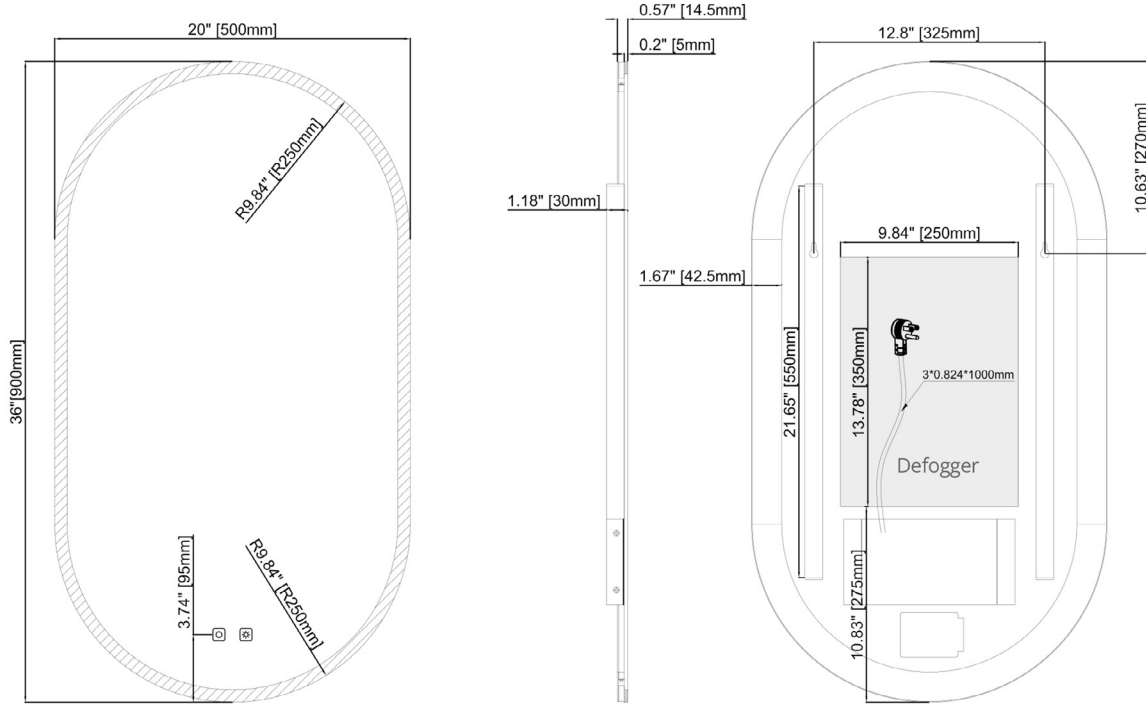 20" [500mm]
36"[900mm]
R9.84" [R250mm]
R9.84" [R250mm]
3.74" [95mm]
0.57" [14.5mm]
0.2" [5mm]
1.18" [30mm]
12.8" [325mm]
10.63" [270mm]
9.84" [250mm]
1.67" [42.5mm]
21.65" [550mm]
13.78" [350mm]
3*0.824*1000mm
Defogger
10.83" [275mm]